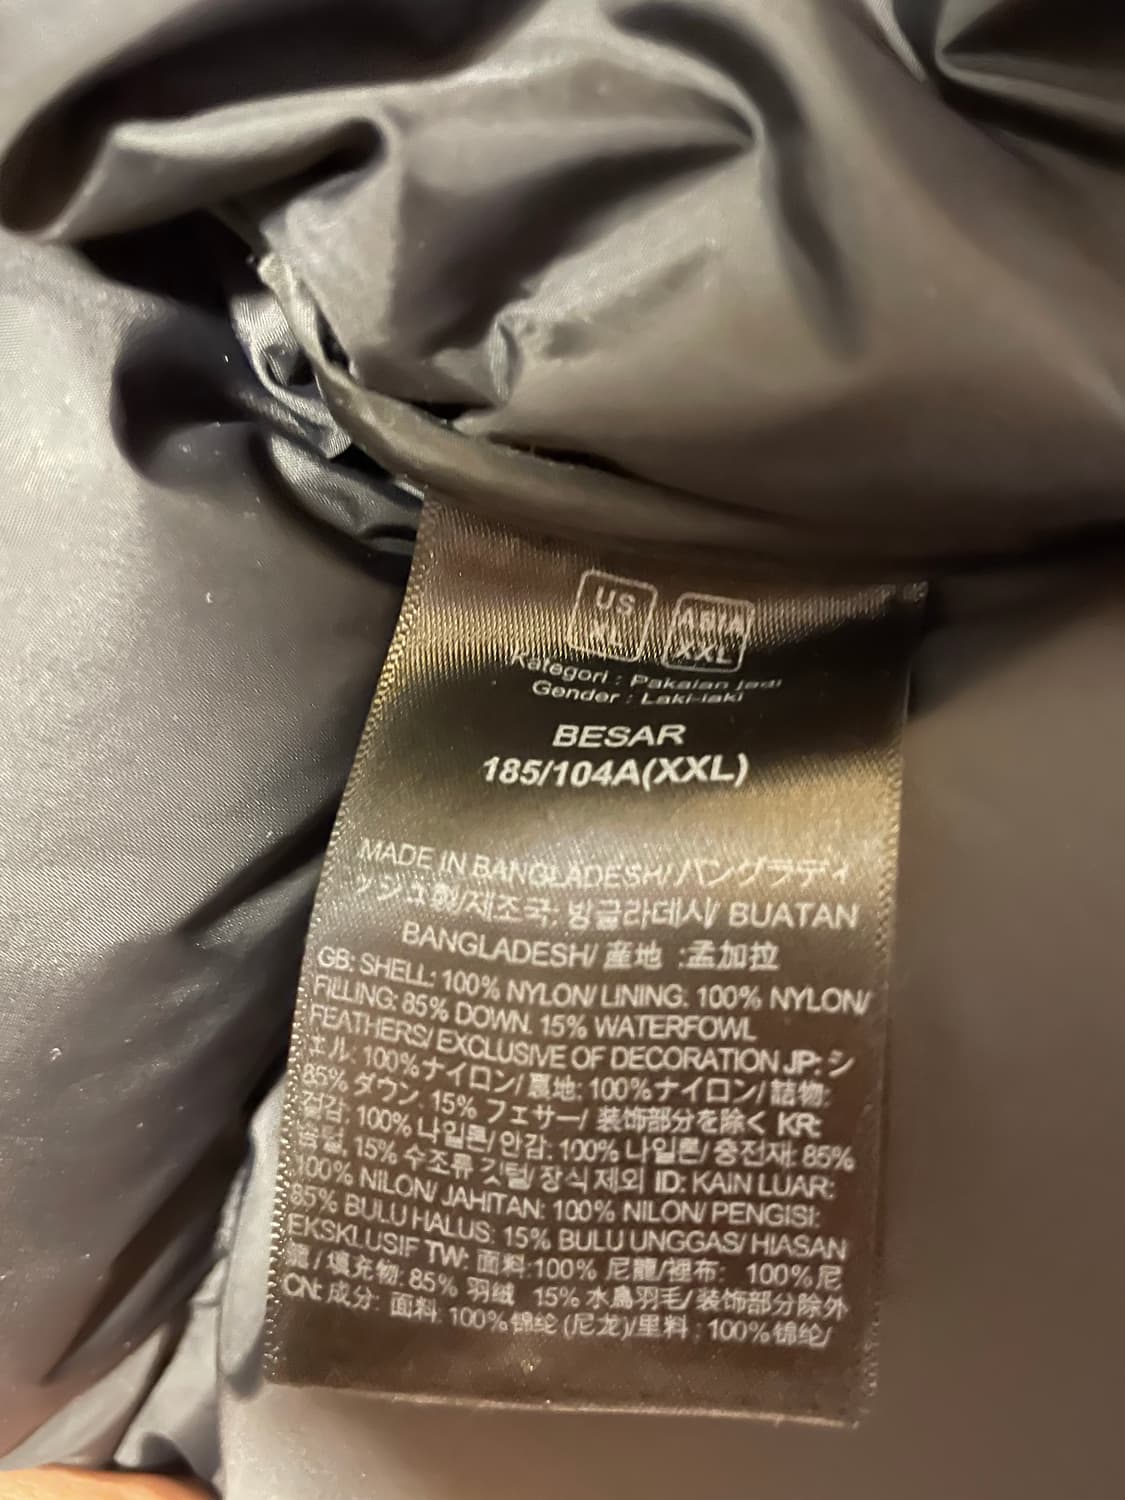 US ASIA
XL XXL
Kategori : Pakaian jadi
Gender : Laki-laki
BESAR
185/104A(XXL)
MADE IN BANGLADESH/バングラディ
ッシュ製/제조국: 방글라데시/ BUATAN
BANGLADESH/ 産地 :孟加拉
GB: SHELL: 100% NYLON/ LINING: 100% NYLON/
FILLING: 85% DOWN. 15% WATERFOWL
FEATHERS/ EXCLUSIVE OF DECORATION JP: シ
ェル: 100%ナイロン/ 裏地: 100%ナイロン/ 詰物:
85% ダウン, 15% フェサー/ 装饰部分を除く KR:
겉감: 100% 나일론/ 안감: 100% 나일론/ 충전재: 85%
솜털, 15% 수조류 깃털/ 장식 제외 ID: KAIN LUAR:
100% NILON/ JAHITAN: 100% NILON/ PENGISI:
85% BULU HALUS: 15% BULU UNGGAS/ HIASAN
EKSKLUSIF TW: 面料:100% 尼龍/裡布: 100%尼
龍 / 填充物: 85% 羽绒 15% 水鳥羽毛/ 装饰部分除外
CN: 成分: 面料: 100%锦纶 (尼龙)/里料 : 100%锦纶/